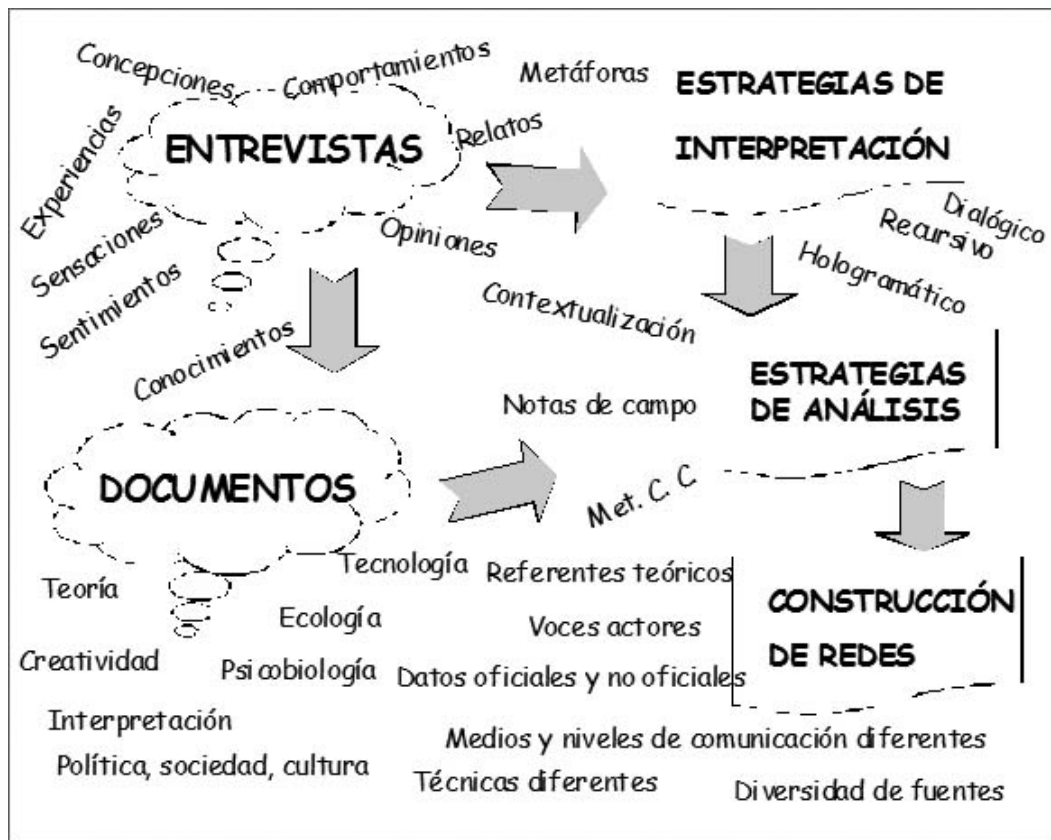 Concepciones
Comportamientos
Metáforas
ESTRATEGIAS DE
INTERPRETACIÓN
Experiencias
ENTREVISTAS
Relatos
Sensaciones
Opiniones
Dialógico
Recursivo
Hologramático
Sentimientos
Contextualización
Conocimientos
Notas de campo
ESTRATEGIAS
DE ANÁLISIS
DOCUMENTOS
Met. C. C
Teoría
Tecnología
Referentes teóricos
CONSTRUCCIÓN
DE REDES
Ecología
Voces actores
Creatividad
Psicobiología
Datos oficiales y no oficiales
Interpretación
Medios y niveles de comunicación diferentes
Política, sociedad, cultura
Técnicas diferentes
Diversidad de fuentes